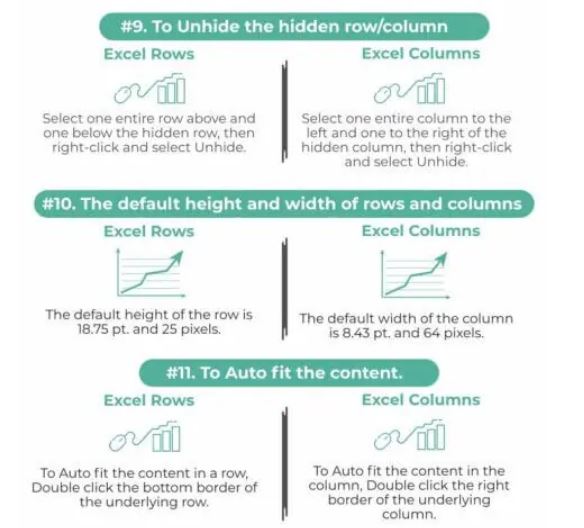 #9. To Unhide the hidden row/column
Excel Rows
Select one entire row above and
one below the hidden row, then
right-click and select Unhide.
Excel Columns
Select one entire column to the
left and one to the right of the
hidden column, then right-click
and select Unhide.
#10. The default height and width of rows and columns
Excel Rows
The default height of the row is
18.75 pt. and 25 pixels.
Excel Columns
The default width of the column
is 8.43 pt. and 64 pixels.
#11. To Auto fit the content.
Excel Rows
To Auto fit the content in a row,
Double click the bottom border of
the underlying row.
Excel Columns
To Auto fit the content in the
column, Double click the right
border of the underlying
column.